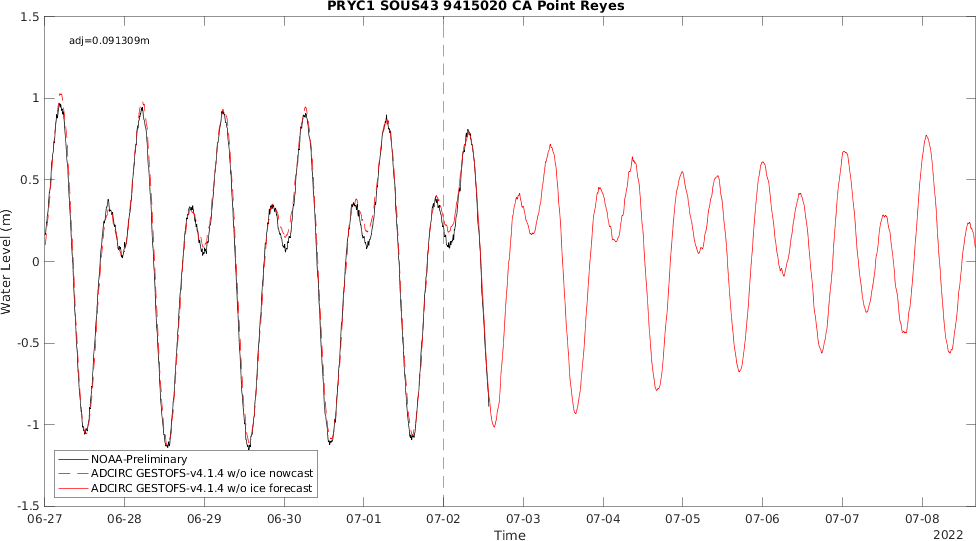 PRYC1 SOUS43 9415020 CA Point Reyes
adj=0.091309m
1.5
1
0.5
0
-0.5
-1
-1.5
Water Level (m)
NOAA-Preliminary
ADCIRC GESTOFS-v4.1.4 w/o ice nowcast
ADCIRC GESTOFS-v4.1.4 w/o ice forecast
06-27 06-28 06-29 06-30 07-01 07-02 07-03 07-04 07-05 07-06 07-07 07-08
Time
2022